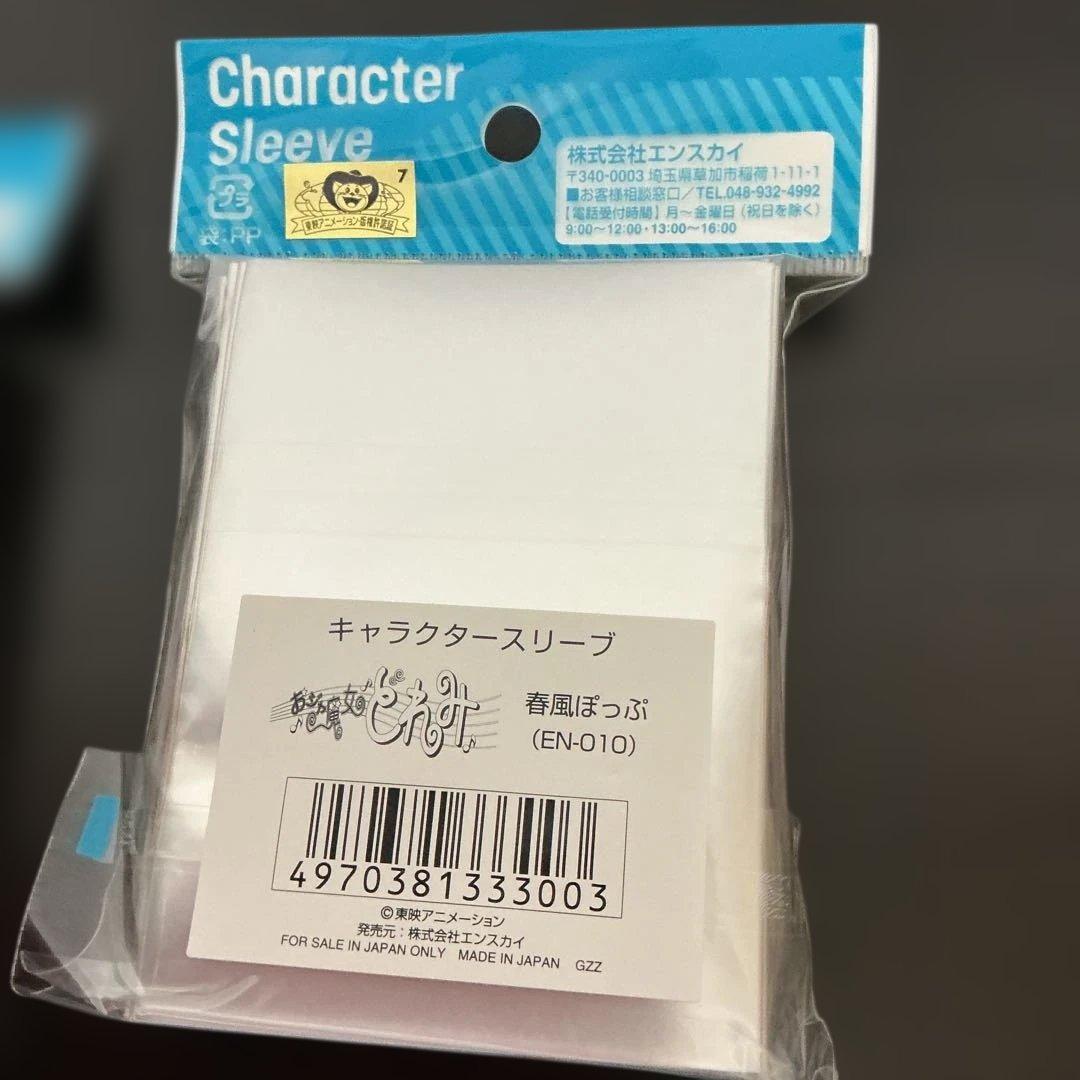 Character
Sleeve
プラ
袋:PP
7
東映アニメーション・版権許諾証
株式会社エンスカイ
〒340-0003 埼玉県草加市稲荷1-11-1
■お客様相談窓口／TEL.048-932-4992
【電話受付時間】月〜金曜日(祝日を除く)
9:00〜12:00・13:00〜16:00
キャラクタースリーブ
おジャ魔女どれみ
春風ぽっぷ
(EN-010)
4970381333003
©東映アニメーション
発売元：株式会社エンスカイ
FOR SALE IN JAPAN ONLY MADE IN JAPAN GZZ